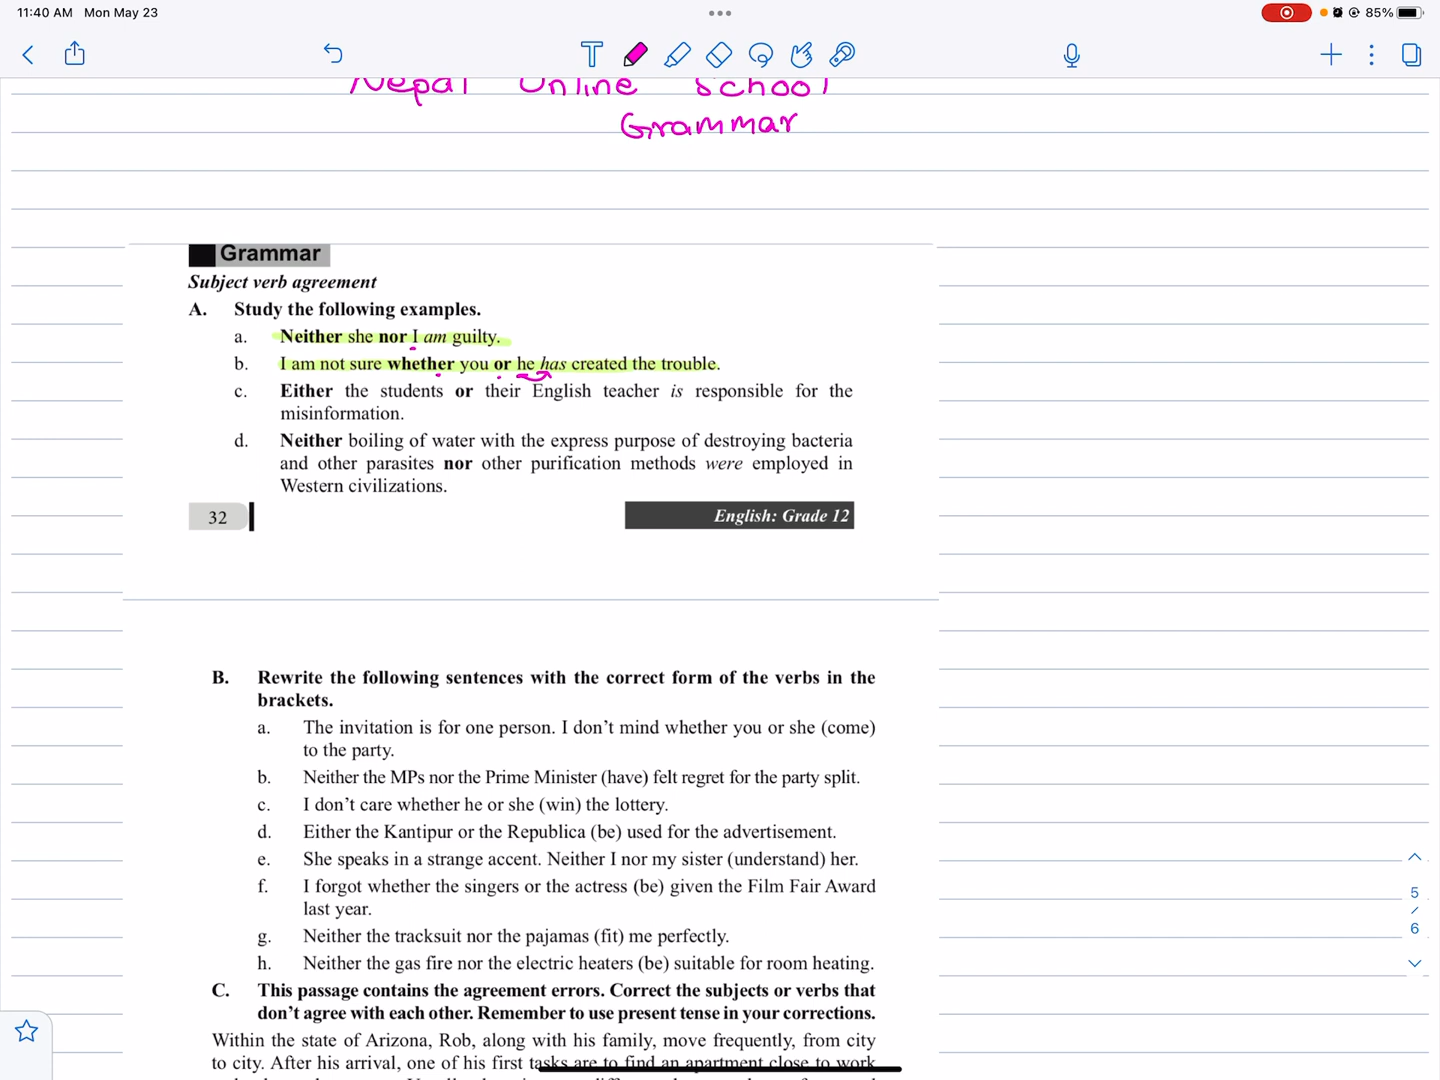 11:40 AM Mon May 23
85%
Nepal Online School
Grammar
Grammar
Subject verb agreement
A. Study the following examples.
a. Neither she nor I am guilty.
b. I am not sure whether you or he has created the trouble.
c. Either the students or their English teacher is responsible for the
misinformation.
d. Neither boiling of water with the express purpose of destroying bacteria
and other parasites nor other purification methods were employed in
Western civilizations.
32
English: Grade 12
B. Rewrite the following sentences with the correct form of the verbs in the
brackets.
a. The invitation is for one person. I don't mind whether you or she (come)
to the party.
b. Neither the MPs nor the Prime Minister (have) felt regret for the party split.
c. I don't care whether he or she (win) the lottery.
d. Either the Kantipur or the Republica (be) used for the advertisement.
e. She speaks in a strange accent. Neither I nor my sister (understand) her.
f. I forgot whether the singers or the actress (be) given the Film Fair Award
last year.
g. Neither the tracksuit nor the pajamas (fit) me perfectly.
h. Neither the gas fire nor the electric heaters (be) suitable for room heating.
C. This passage contains the agreement errors. Correct the subjects or verbs that
don't agree with each other. Remember to use present tense in your corrections.
Within the state of Arizona, Rob, along with his family, move frequently, from city
to city. After his arrival, one of his first tasks are to find an apartment close to work
5
/
6